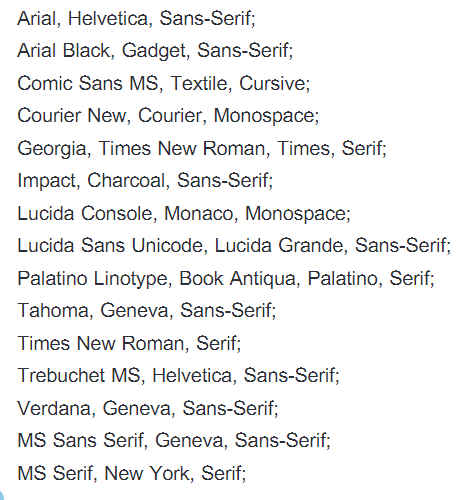 Arial, Helvetica, Sans-Serif;
Arial Black, Gadget, Sans-Serif;
Comic Sans MS, Textile, Cursive;
Courier New, Courier, Monospace;
Georgia, Times New Roman, Times, Serif;
Impact, Charcoal, Sans-Serif;
Lucida Console, Monaco, Monospace;
Lucida Sans Unicode, Lucida Grande, Sans-Serif;
Palatino Linotype, Book Antiqua, Palatino, Serif;
Tahoma, Geneva, Sans-Serif;
Times New Roman, Serif;
Trebuchet MS, Helvetica, Sans-Serif;
Verdana, Geneva, Sans-Serif;
MS Sans Serif, Geneva, Sans-Serif;
MS Serif, New York, Serif;